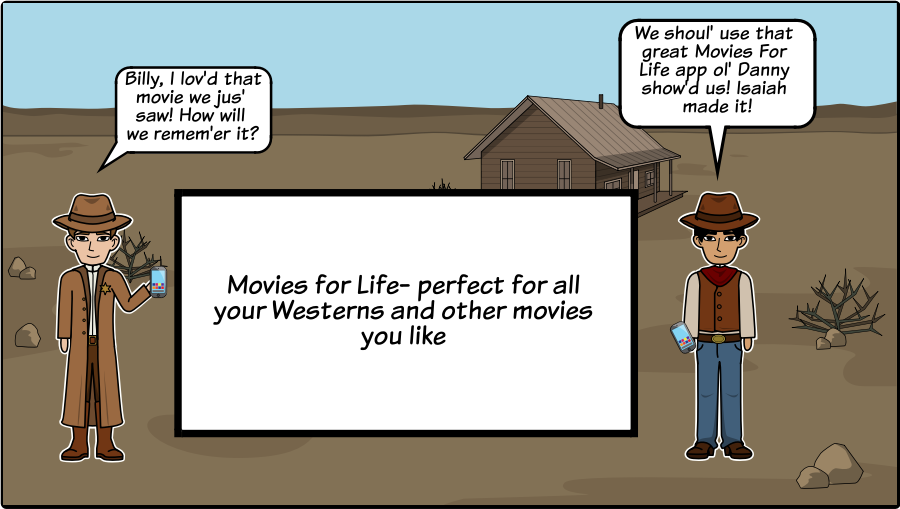 Billy, I lov'd that
movie we jus'
saw! How will
we remem'er it?
We shoul' use that
great Movies For
Life app ol' Danny
show'd us! Isaiah
made it!
Movies for Life- perfect for all
your Westerns and other movies
you like